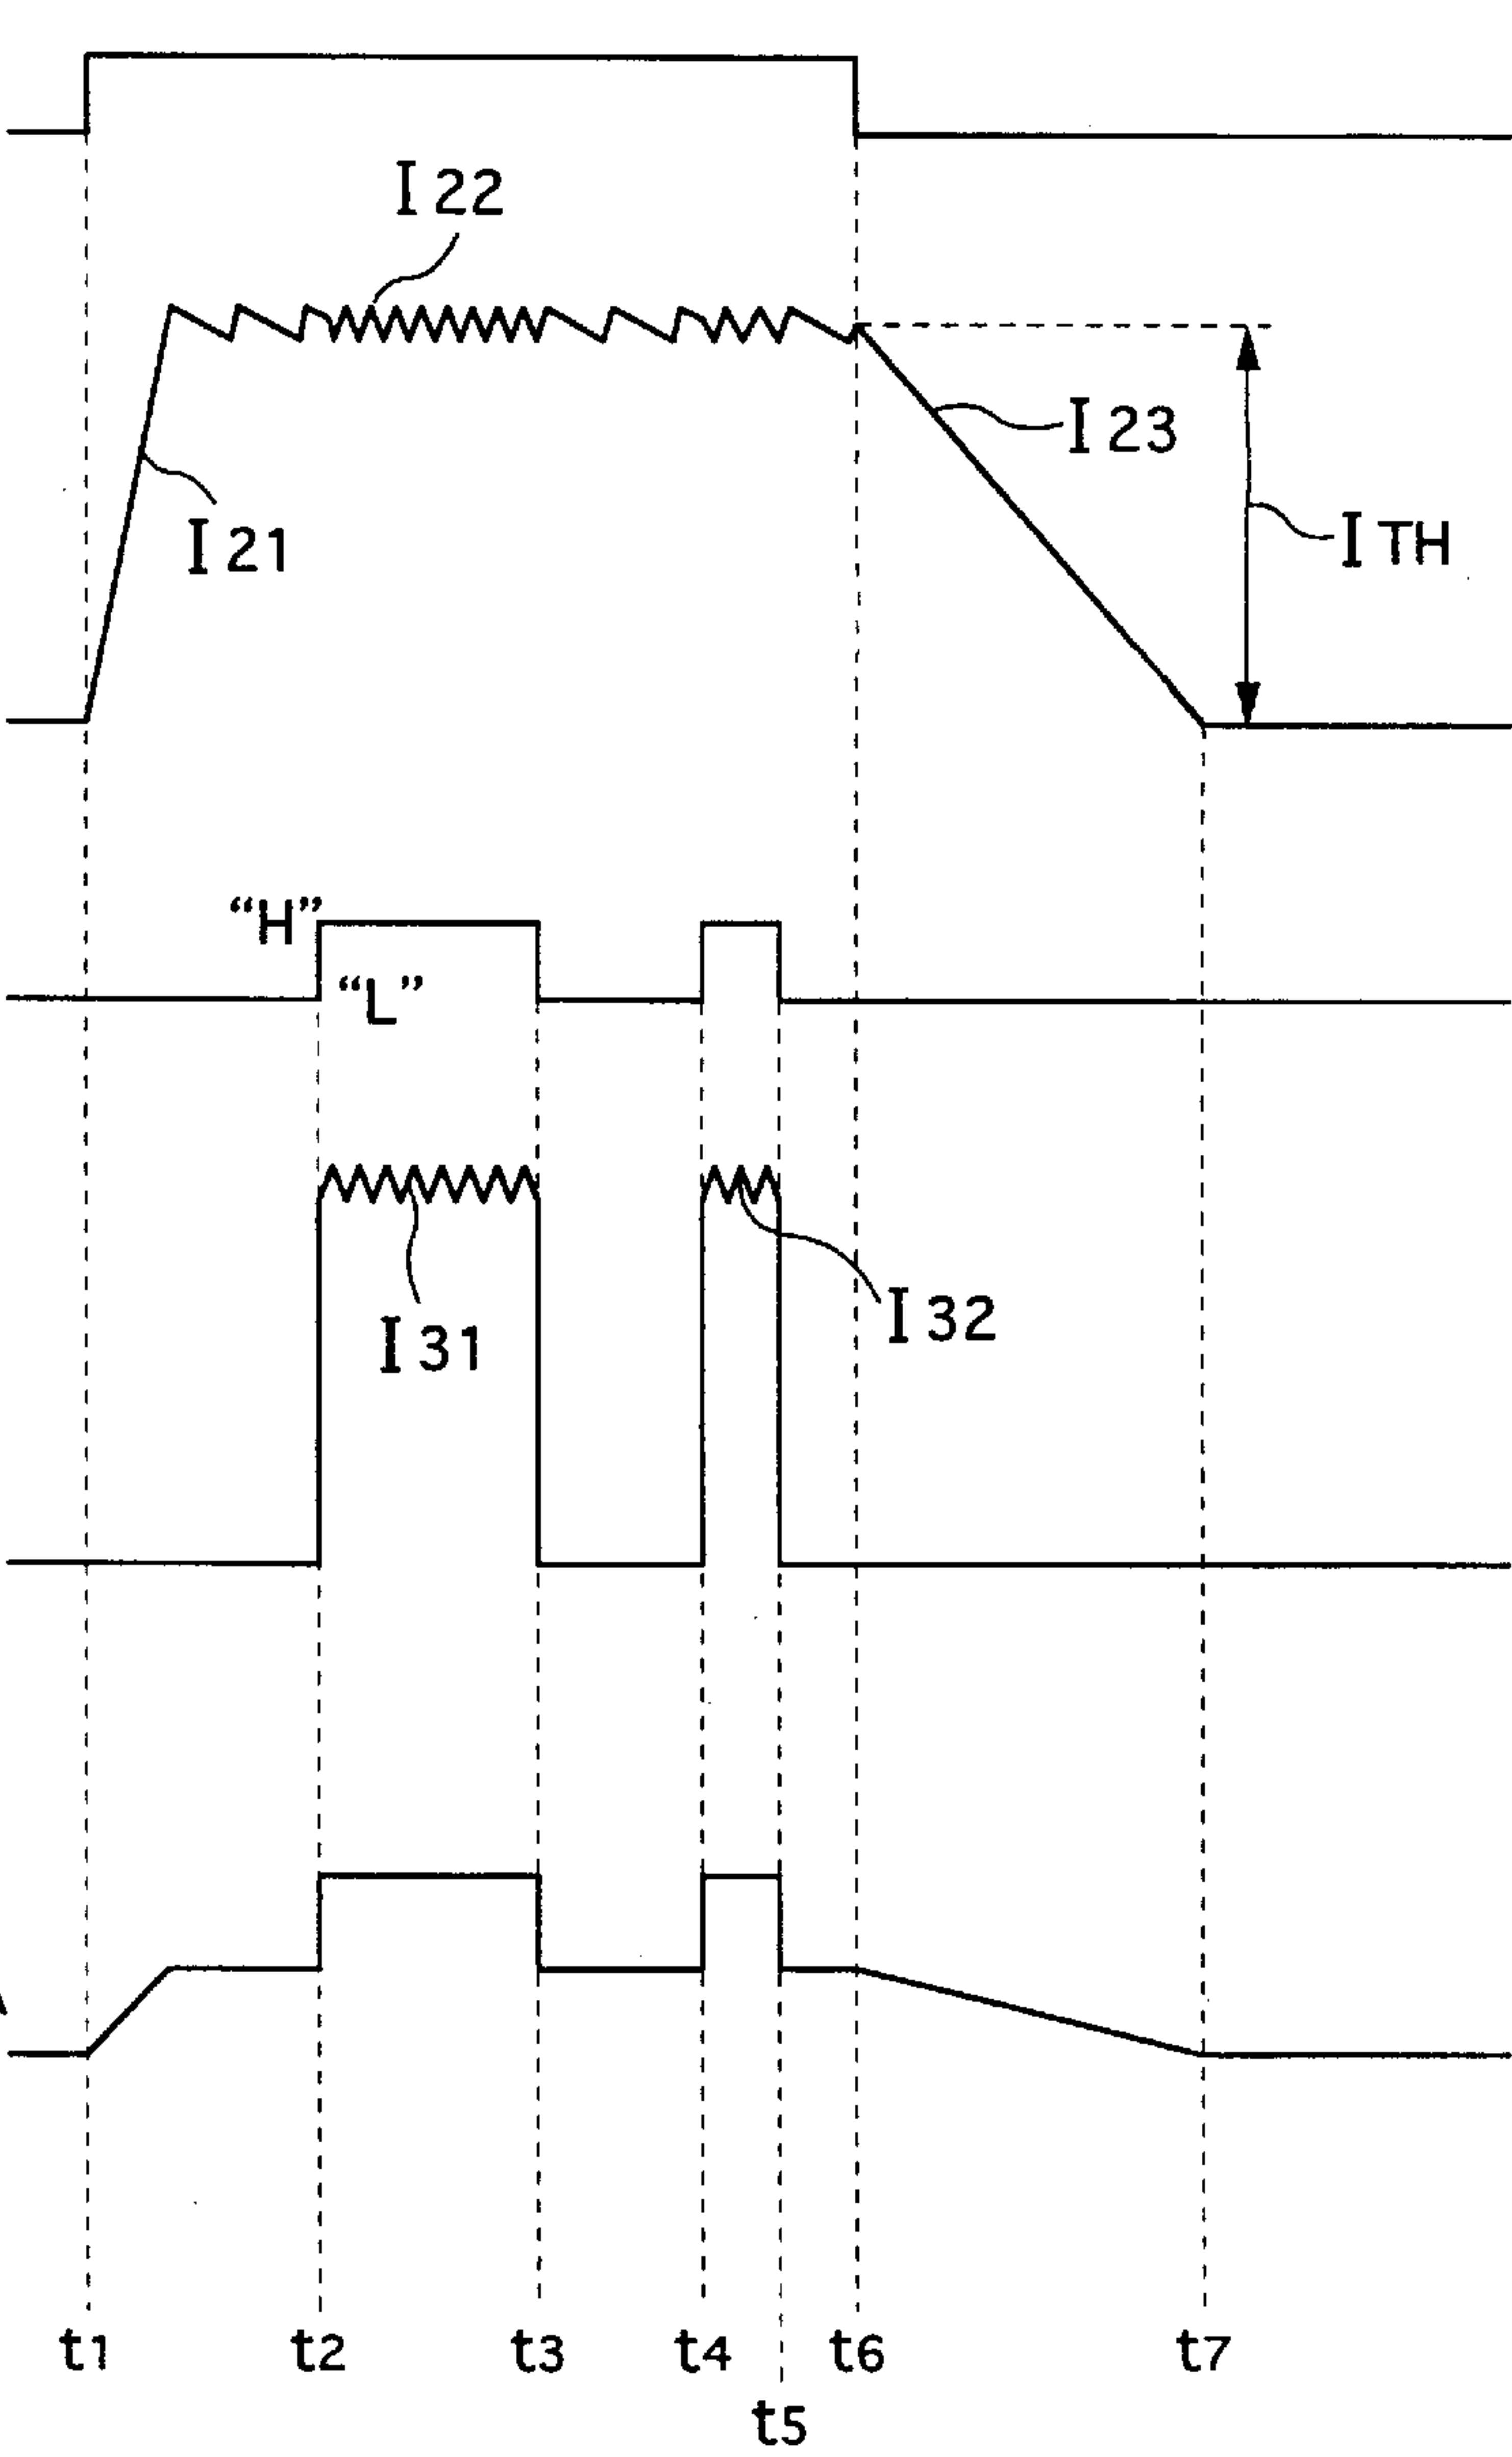 I22
I23
I21
ITH
“H”
“L”
I31
I32
t1 t2 t3 t4 t6 t7
t5